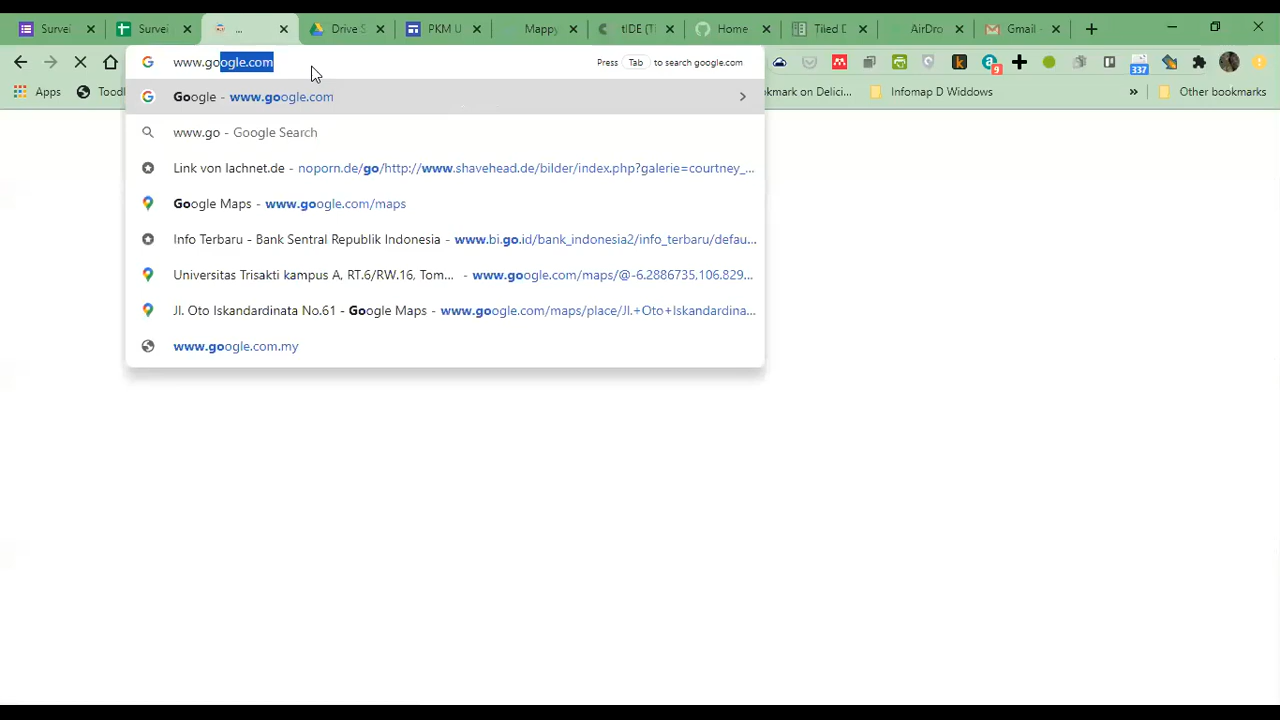 Survei
Survei
...
Drive S
PKM U
Mappy
tIDE (TI
Home
Tiled D
AirDro
Gmail -
www.google.com
Press Tab to search google.com
9
337
Apps
Toodl
kmark on Delici...
Infomap D Widdows
»
Other bookmarks
Google - www.google.com
www.go - Google Search
Link von lachnet.de - noporn.de/go/http://www.shavehead.de/bilder/index.php?galerie=courtney_...
Google Maps - www.google.com/maps
Info Terbaru - Bank Sentral Republik Indonesia - www.bi.go.id/bank_indonesia2/info_terbaru/defau...
Universitas Trisakti kampus A, RT.6/RW.16, Tom... - www.google.com/maps/@-6.2886735,106.829...
Jl. Oto Iskandardinata No.61 - Google Maps - www.google.com/maps/place/Jl.+Oto+Iskandardina...
www.google.com.my